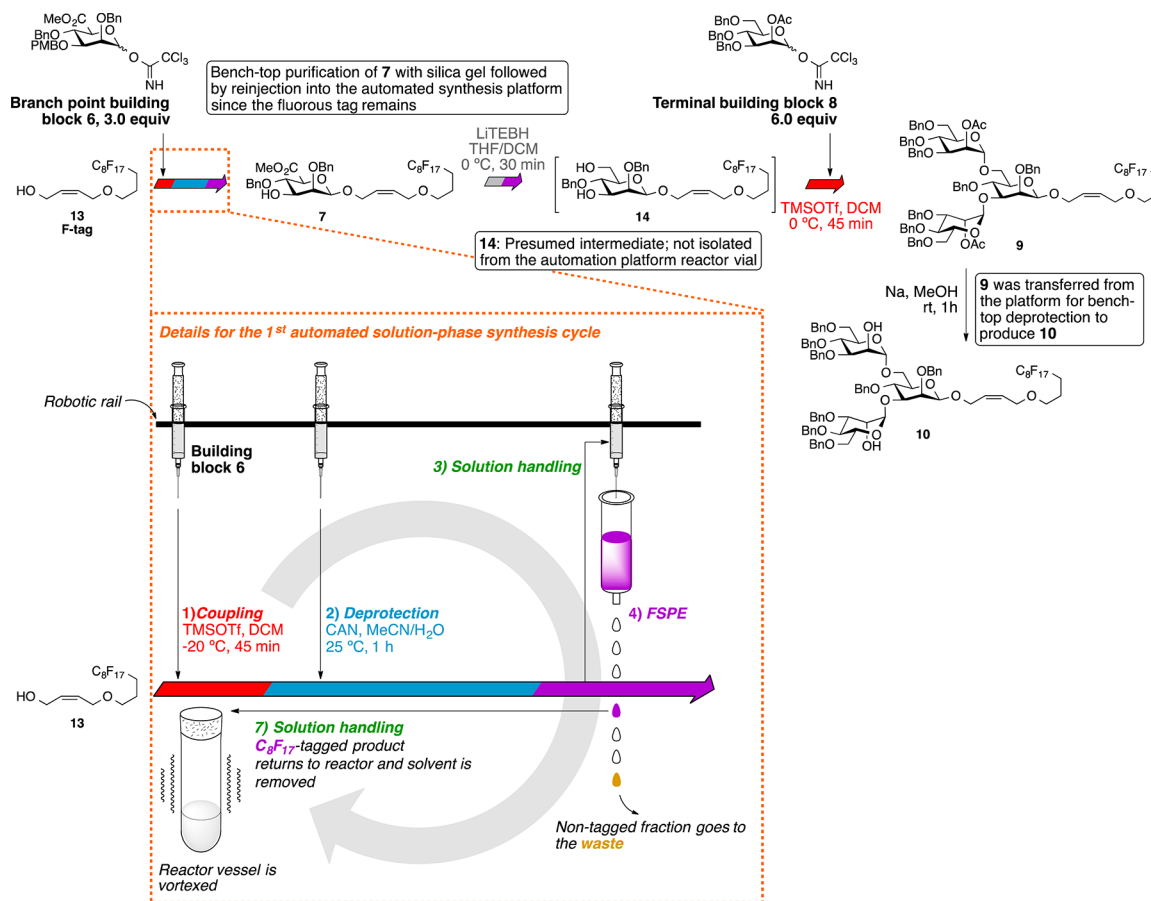 MeO₂C OBn
BnO
PMBO
O
O CCl₃
NH
Branch point building
block 6, 3.0 equiv
Bench-top purification of 7 with silica gel followed
by reinjection into the automated synthesis platform
since the fluorous tag remains
BnO OAc
BnO
BnO
O
O CCl₃
NH
Terminal building block 8
6.0 equiv
C₈F₁₇
HO O
13
F-tag
MeO₂C OBn
BnO
HO
O
O O
C₈F₁₇
7
LiTEBH
THF/DCM
0 ºC, 30 min
HO OBn
HO
HO
O
O O
C₈F₁₇
14
TMSOTf, DCM
0 ºC, 45 min
BnO OAc
BnO
BnO
O
O
OBn
BnO
O
O
O O
C₈F₁₇
BnO
BnO
BnO
O
OAc
9
14: Presumed intermediate; not isolated
from the automation platform reactor vial
Na, MeOH
rt, 1h
9 was transferred from
the platform for bench-
top deprotection to
produce 10
BnO OH
BnO
BnO
O
O
OBn
BnO
O
O
O O
C₈F₁₇
BnO
BnO
BnO
O
OH
10
Details for the 1st automated solution-phase synthesis cycle
Robotic rail
Building
block 6
3) Solution handling
1)Coupling
TMSOTf, DCM
-20 ºC, 45 min
2) Deprotection
CAN, MeCN/H₂O
25 ºC, 1 h
4) FSPE
C₈F₁₇
HO O
13
7) Solution handling
C₈F₁₇-tagged product
returns to reactor and solvent is
removed
Non-tagged fraction goes to
the waste
Reactor vessel is
vortexed